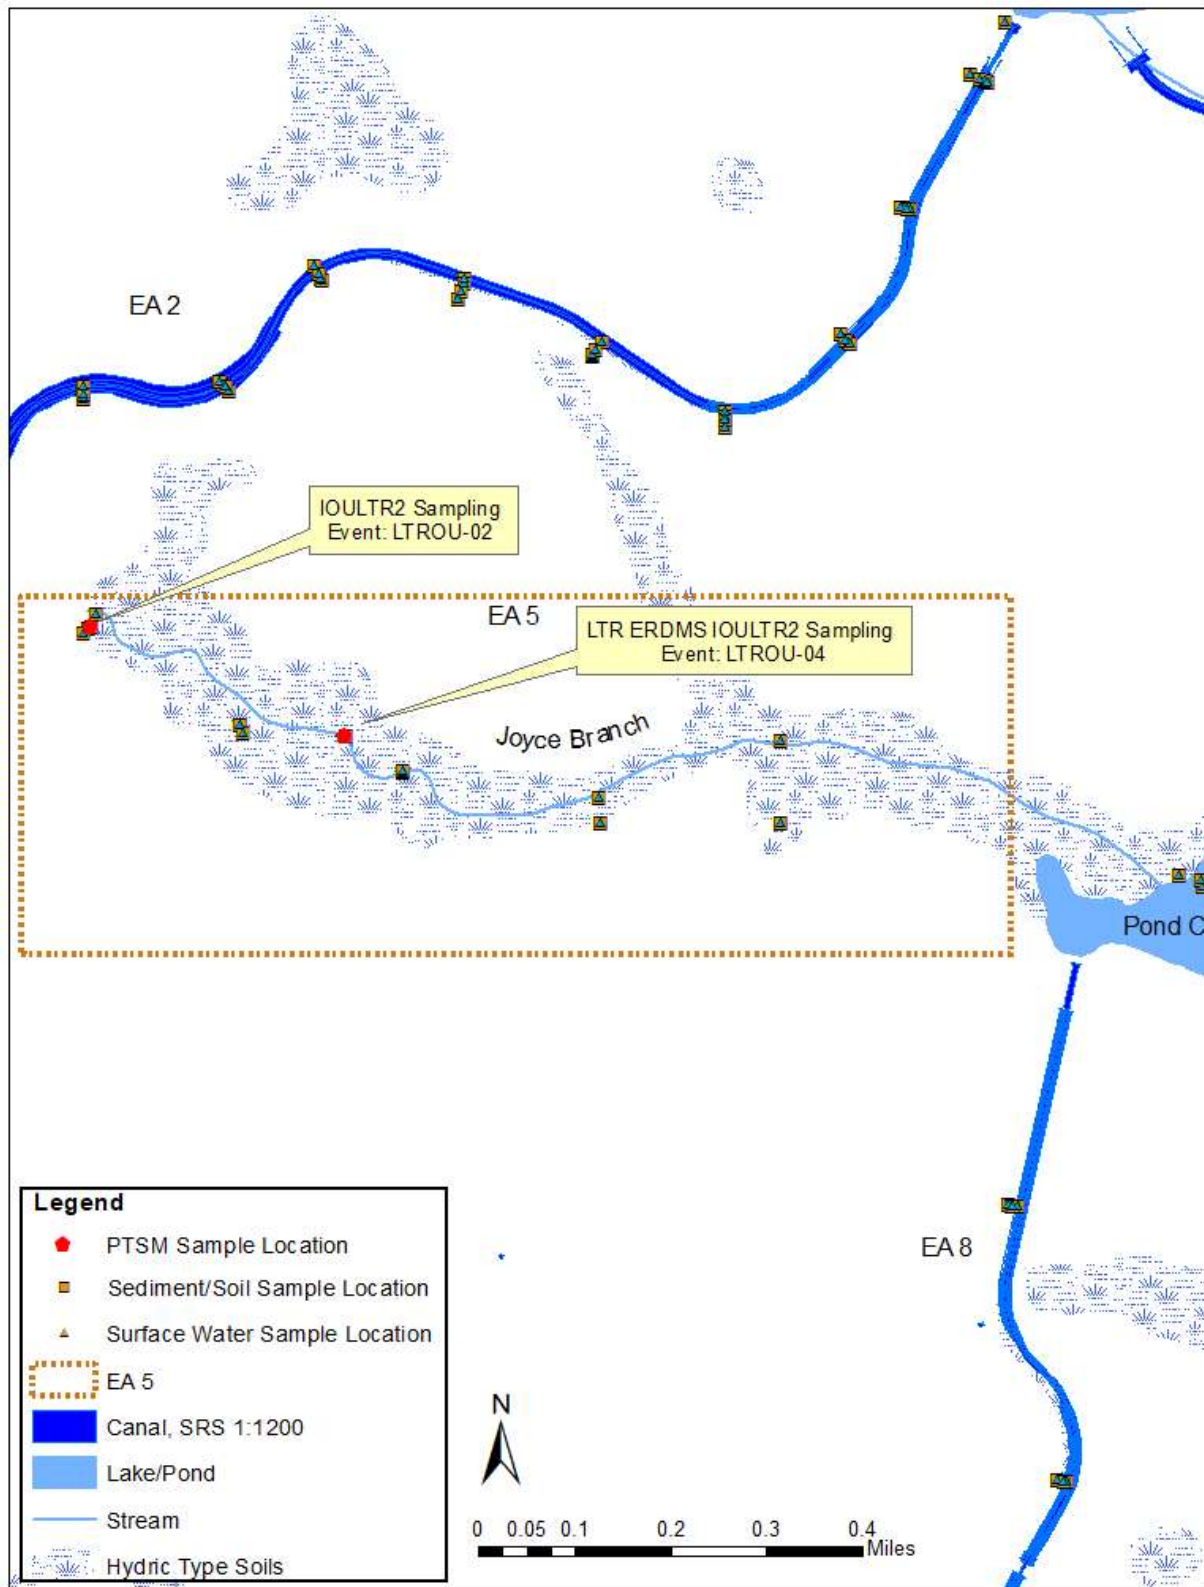 EA 2
IOULTR2 Sampling
Event: LTROU-02
EA 5
LTR ERDMS IOULTR2 Sampling
Event: LTROU-04
Joyce Branch
Pond C
EA 8
Legend
PTSM Sample Location
Sediment/Soil Sample Location
Surface Water Sample Location
EA 5
Canal, SRS 1:1200
Lake/Pond
Stream
Hydric Type Soils
N
0 0.05 0.1 0.2 0.3 0.4
Miles